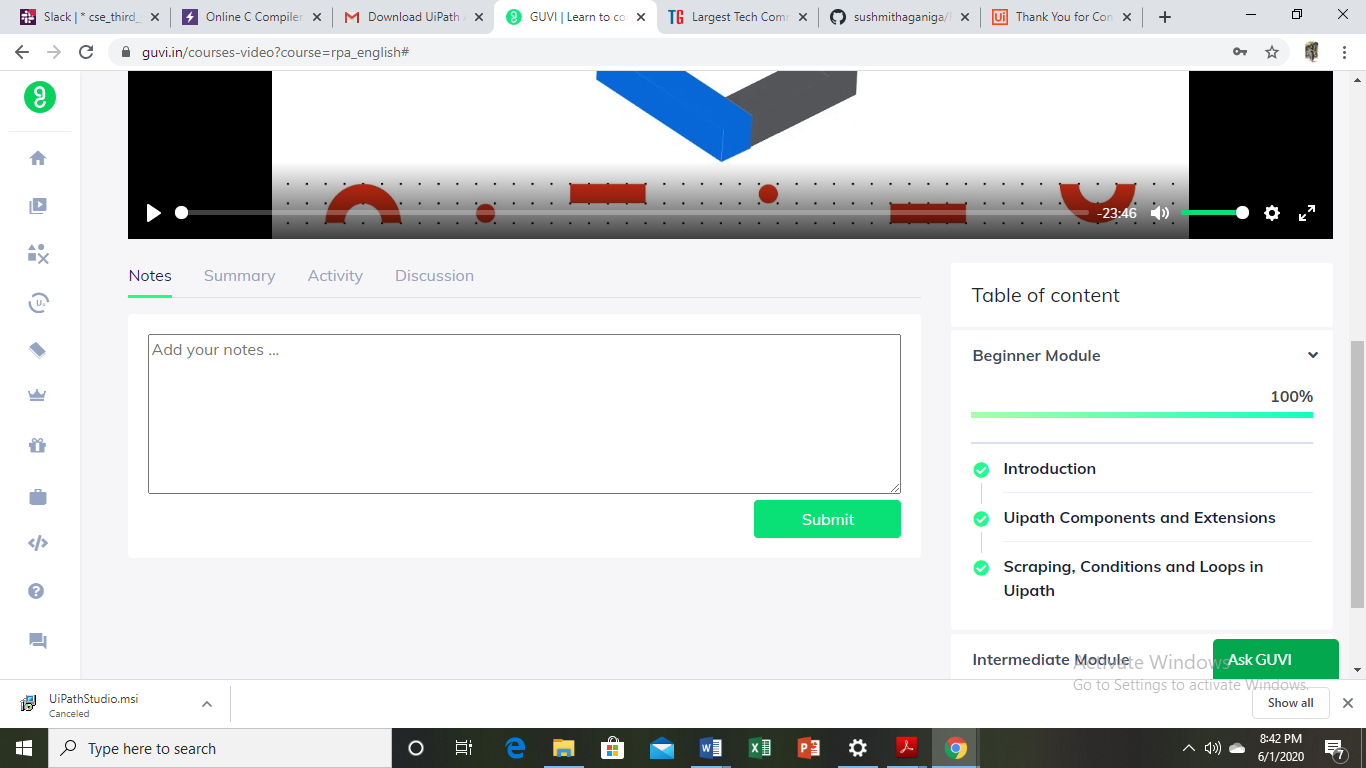 Slack | * cse_third_
Online C Compiler
Download UiPath A
GUVI | Learn to co
Largest Tech Comm
sushmithaganiga/
Thank You for Con
guvi.in/courses-video?course=rpa_english#
-23:46
Notes Summary Activity Discussion
Add your notes ...
Submit
Table of content
Beginner Module
100%
Introduction
Uipath Components and Extensions
Scraping, Conditions and Loops in
Uipath
Intermediate Module
Ask GUVI
Activate Windows
Go to Settings to activate Windows.
UiPathStudio.msi
Canceled
Show all
Type here to search
8:42 PM
6/1/2020
7